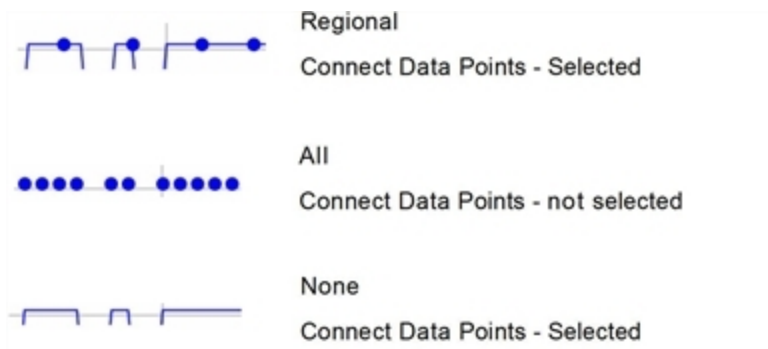 Regional
Connect Data Points - Selected
All
Connect Data Points - not selected
None
Connect Data Points - Selected